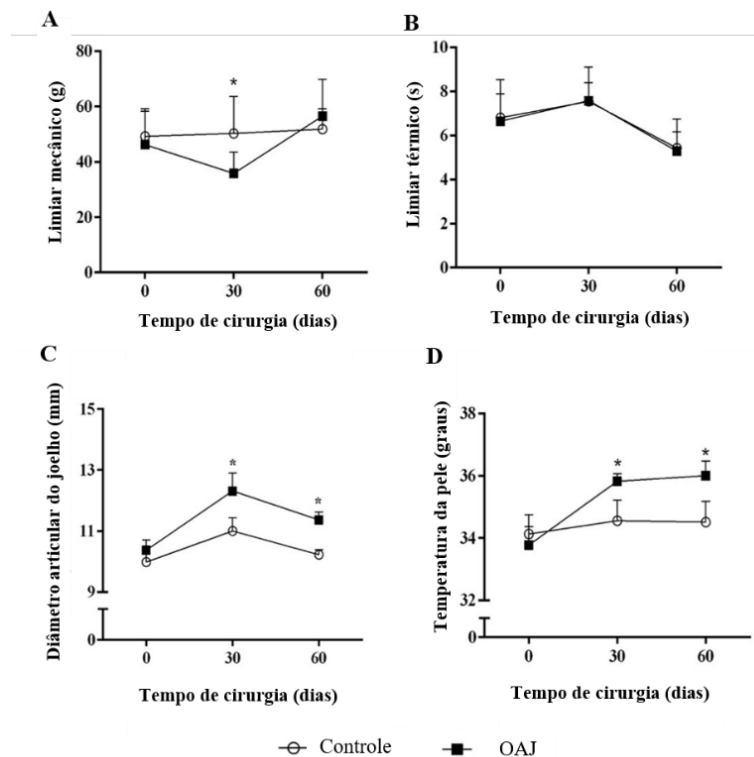 A
Limiar mecânico (g)
80
60
40
20
0
*
0 30 60
Tempo de cirurgia (dias)
B
Limiar térmico (s)
10
8
6
4
2
0
0 30 60
Tempo de cirurgia (dias)
C
Diâmetro articular do joelho (mm)
15
13
11
9
0
*
*
0 30 60
Tempo de cirurgia (dias)
D
Temperatura da pele (graus)
38
36
34
32
0
*
*
0 30 60
Tempo de cirurgia (dias)
Controle OAJ